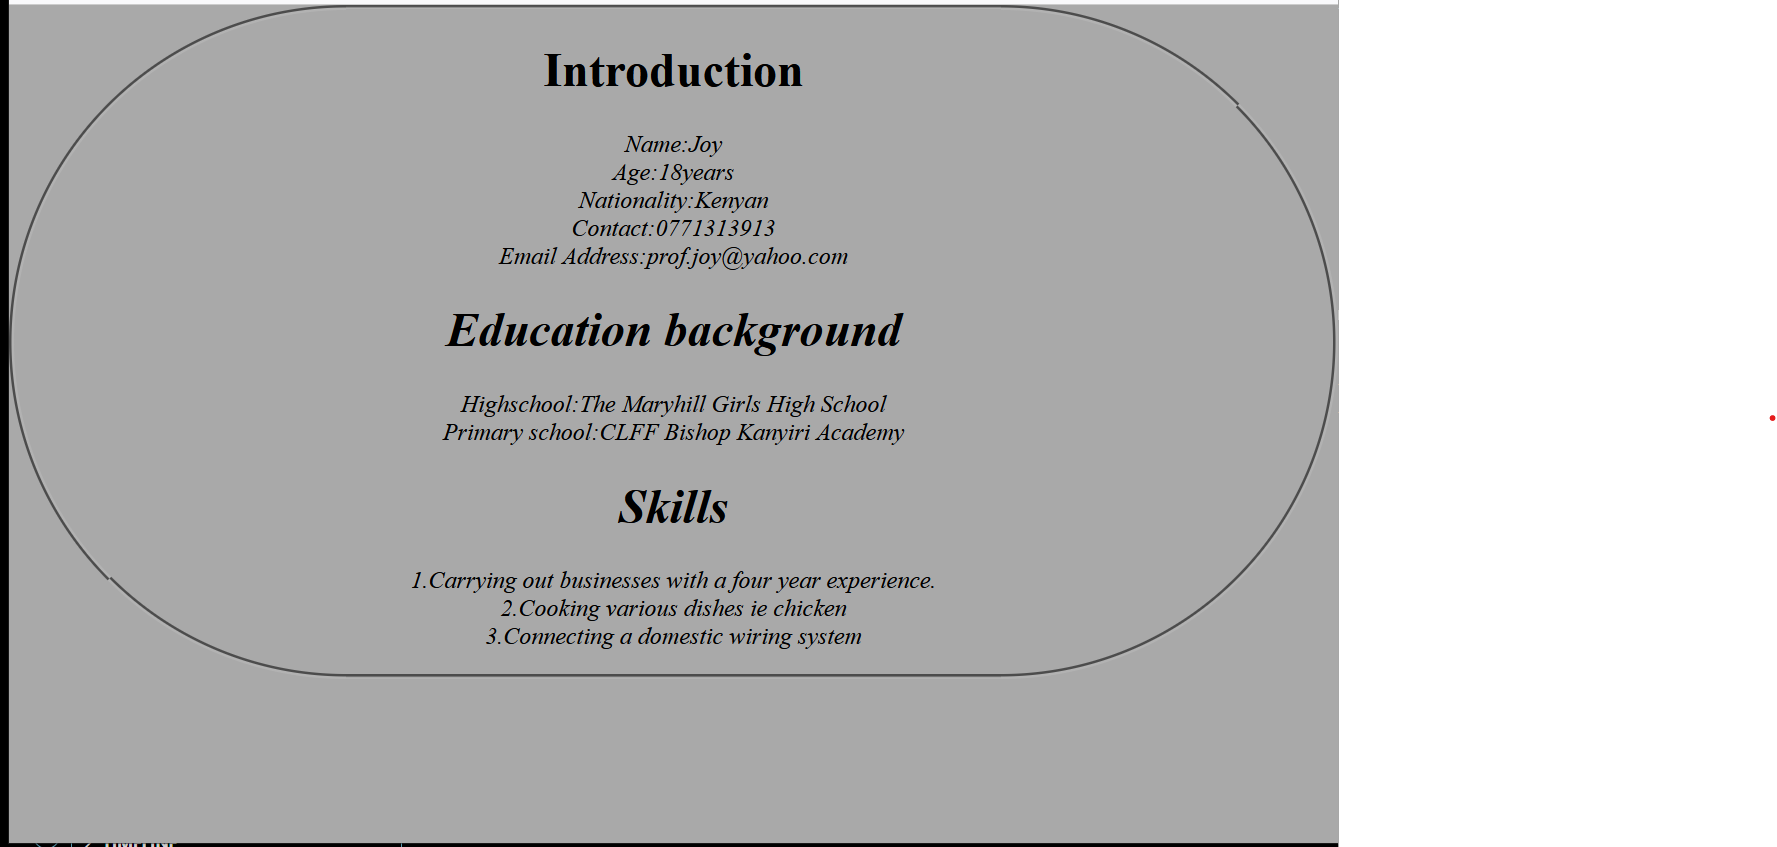 Introduction
Name:Joy
Age:18years
Nationality:Kenyan
Contact:0771313913
Email Address:prof.joy@yahoo.com
Education background
Highschool:The Maryhill Girls High School
Primary school:CLFF Bishop Kanyiri Academy
Skills
1.Carrying out businesses with a four year experience.
2.Cooking various dishes ie chicken
3.Connecting a domestic wiring system